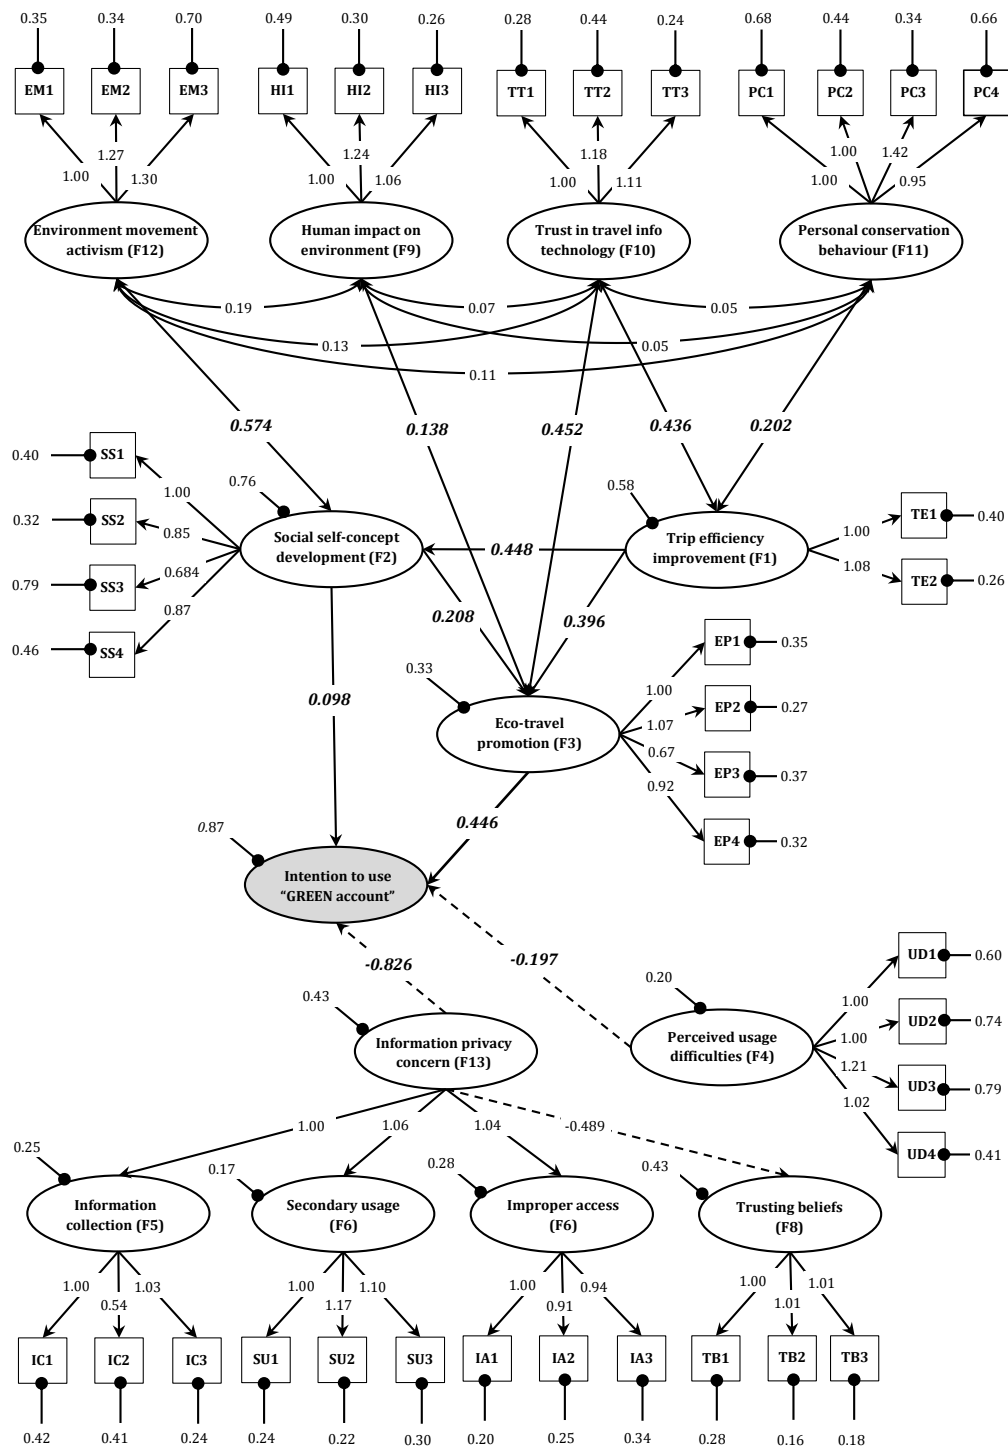 0.35 0.34 0.70 0.49 0.30 0.26 0.28 0.44 0.24 0.68 0.44 0.34 0.66
EM1 EM2 EM3 HI1 HI2 HI3 TT1 TT2 TT3 PC1 PC2 PC3 PC4
1.00 1.27 1.30 1.00 1.24 1.06 1.00 1.18 1.11 1.00 1.00 1.42 0.95
Environment movement
activism (F12)
Human impact on
environment (F9)
Trust in travel info
technology (F10)
Personal conservation
behaviour (F11)
0.19 0.07 0.05
0.13 0.05
0.11
0.574 0.138 0.452 0.436 0.202
0.40 SS1 1.00
0.32 SS2 0.85
0.79 SS3 0.684
0.46 SS4 0.87
0.76
Social self-concept
development (F2)
0.448
0.58
Trip efficiency
improvement (F1)
1.00 TE1 0.40
1.08 TE2 0.26
0.208 0.396
0.098
0.33
Eco-travel
promotion (F3)
1.00 EP1 0.35
1.07 EP2 0.27
0.67 EP3 0.37
0.92 EP4 0.32
0.446
0.87
Intention to use
“GREEN account”
-0.826 -0.197
0.43
Information privacy
concern (F13)
0.20
Perceived usage
difficulties (F4)
1.00 UD1 0.60
1.00 UD2 0.74
1.21 UD3 0.79
1.02 UD4 0.41
1.00 1.06 1.04 -0.489
0.25 0.17 0.28 0.43
Information
collection (F5)
Secondary usage
(F6)
Improper access
(F6)
Trusting beliefs
(F8)
1.00 0.54 1.03 1.00 1.17 1.10 1.00 0.91 0.94 1.00 1.01 1.01
IC1 IC2 IC3 SU1 SU2 SU3 IA1 IA2 IA3 TB1 TB2 TB3
0.42 0.41 0.24 0.24 0.22 0.30 0.20 0.25 0.34 0.28 0.16 0.18